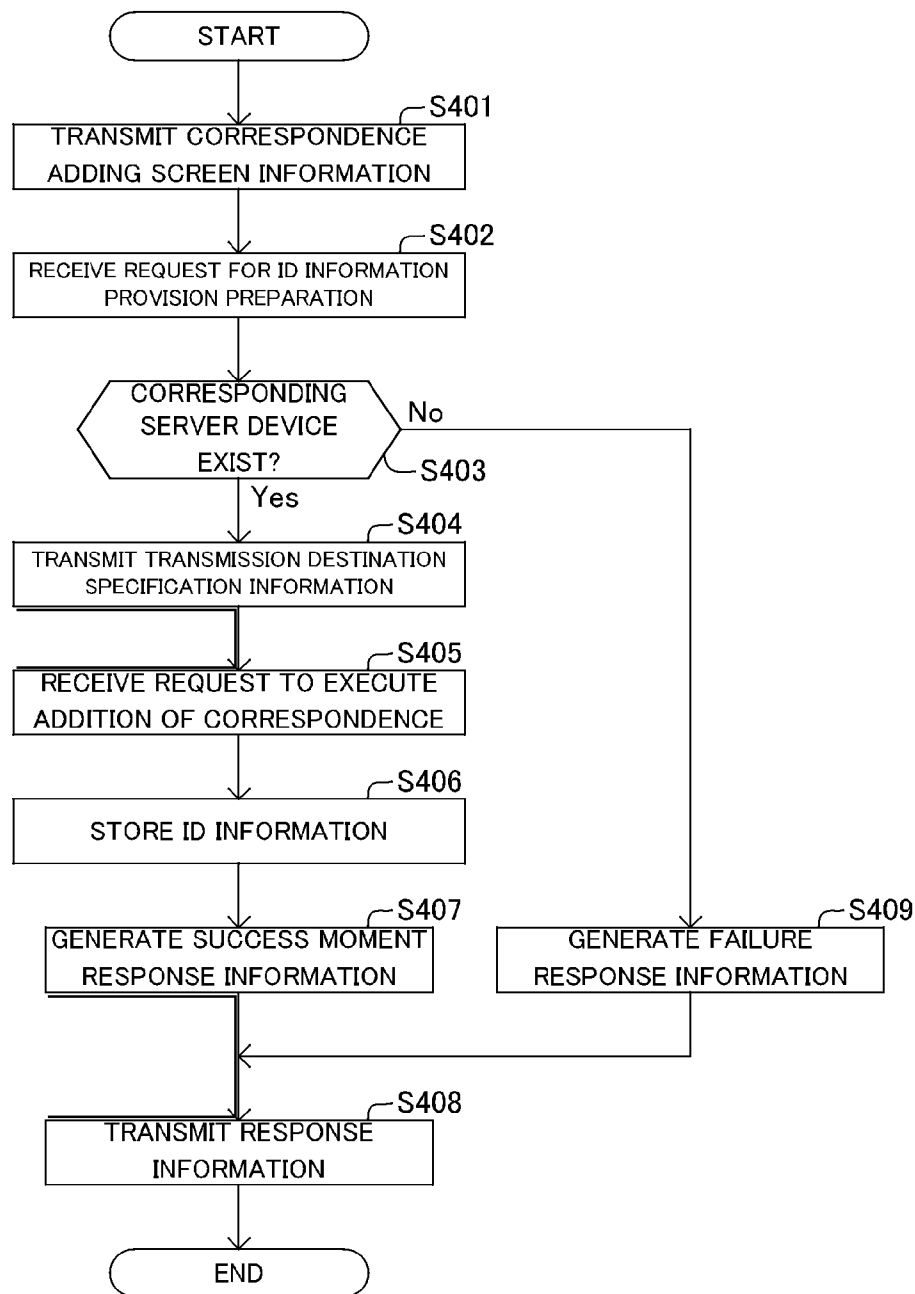 START
S401
TRANSMIT CORRESPONDENCE
ADDING SCREEN INFORMATION
S402
RECEIVE REQUEST FOR ID INFORMATION
PROVISION PREPARATION
CORRESPONDING
SERVER DEVICE
EXIST?
No
S403
Yes
S404
TRANSMIT TRANSMISSION DESTINATION
SPECIFICATION INFORMATION
S405
RECEIVE REQUEST TO EXECUTE
ADDITION OF CORRESPONDENCE
S406
STORE ID INFORMATION
S407
GENERATE SUCCESS MOMENT
RESPONSE INFORMATION
S409
GENERATE FAILURE
RESPONSE INFORMATION
S408
TRANSMIT RESPONSE
INFORMATION
END